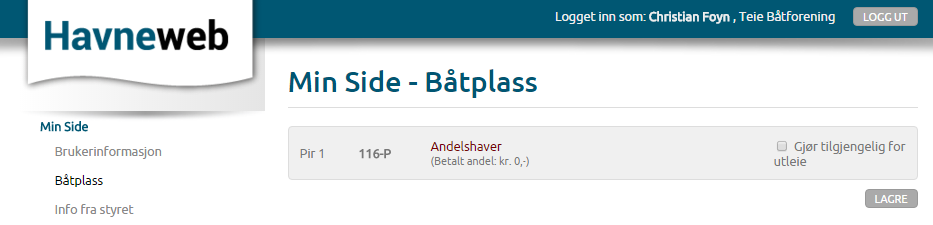 Havneweb
Logget inn som: Christian Foyn , Teie Båtforening
LOGG UT
Min Side
Brukerinformasjon
Båtplass
Info fra styret
Min Side - Båtplass
Pir 1 116-P Andelshaver
(Betalt andel: kr. 0,-)
Gjør tilgjengelig for
utleie
LAGRE